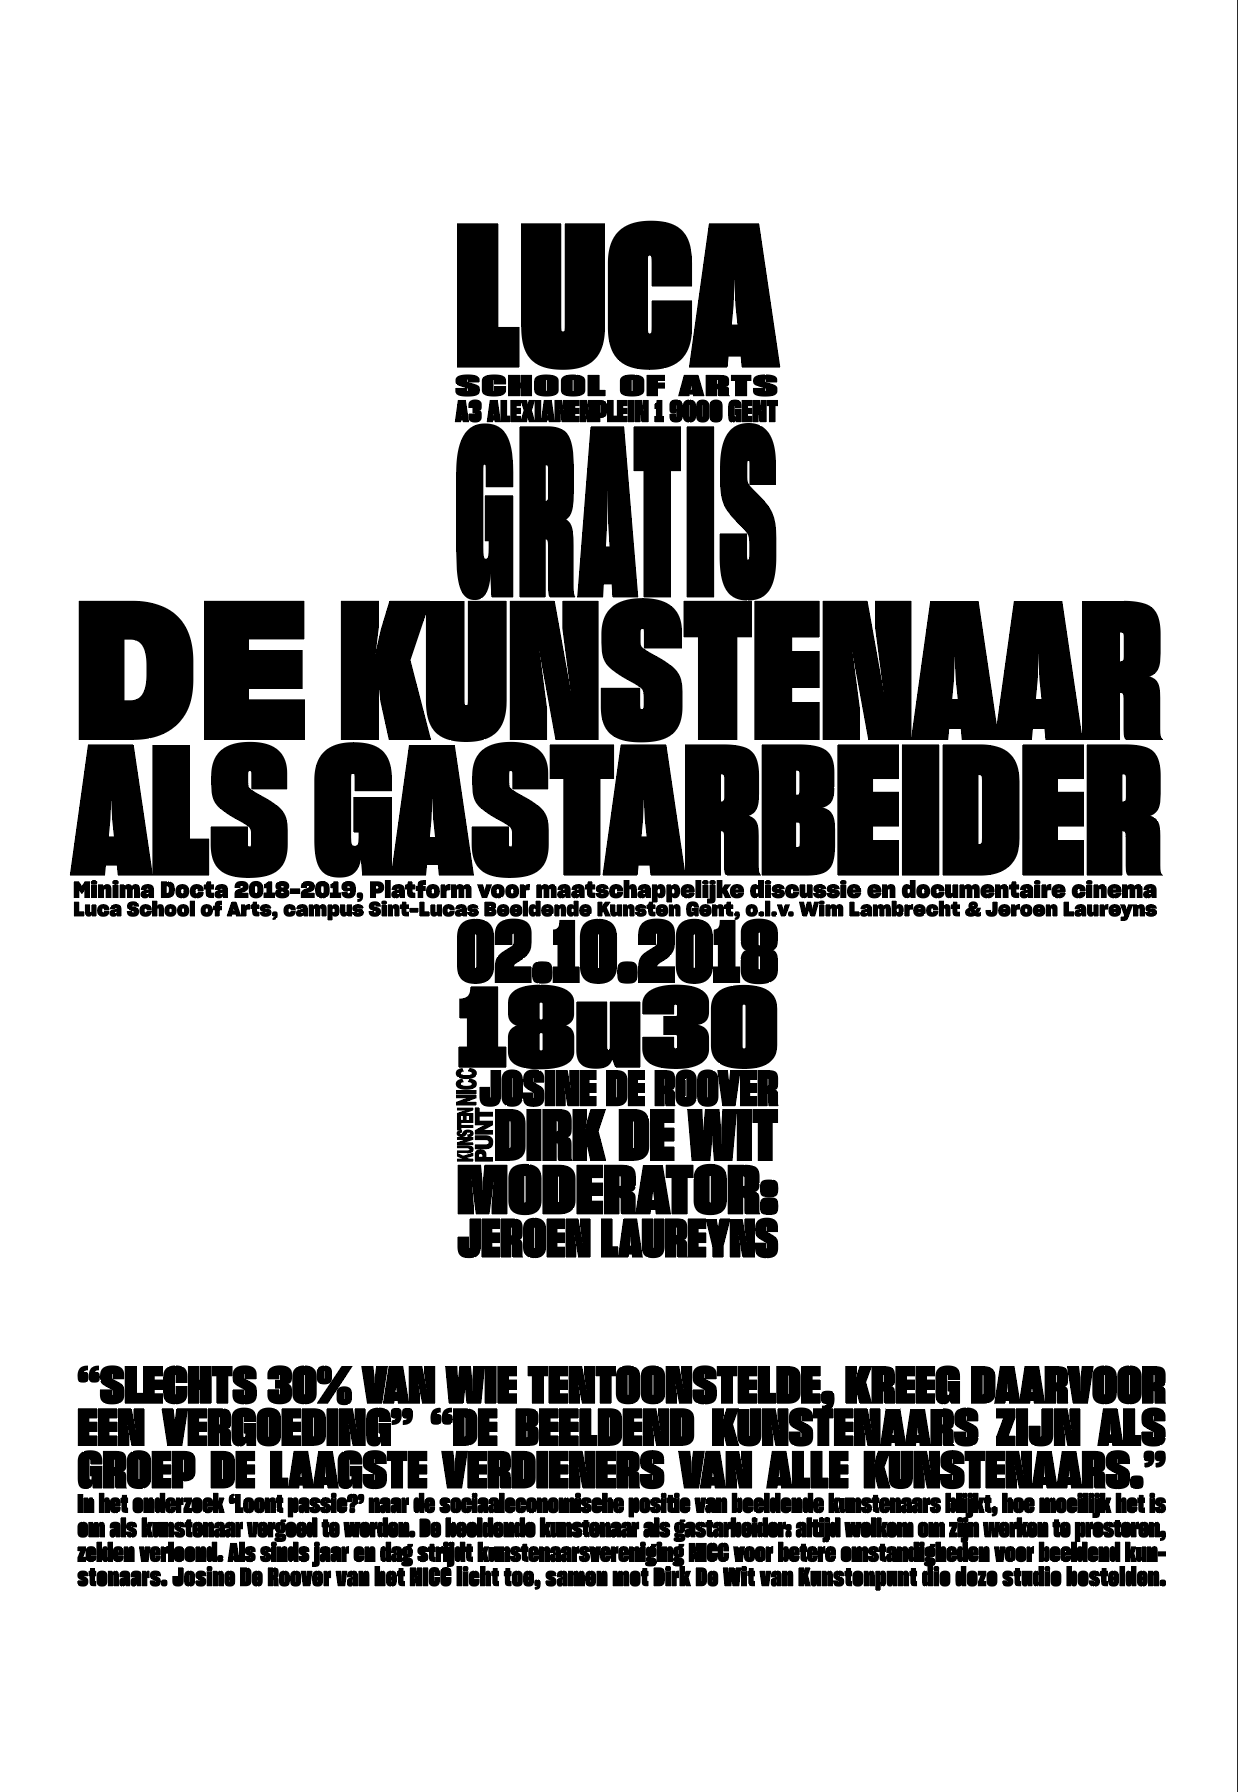 LUCA
SCHOOL OF ARTS
A3 ALEXIANENPLEIN 1 9000 GENT
GRATIS
DE KUNSTENAAR
ALS GASTARBEIDER
Minima Docta 2018-2019, Platform voor maatschappelijke discussie en documentaire cinema
Luca School of Arts, campus Sint-Lucas Beeldende Kunsten Gent, o.l.v. Wim Lambrecht & Jeroen Laureyns
02.10.2018
18u30
NICC JOSINE DE ROOVER
KUNSTEN
PUNT DIRK DE WIT
MODERATOR:
JEROEN LAUREYNS
“SLECHTS 30% VAN WIE TENTOONSTELDE, KREEG DAARVOOR
EEN VERGOEDING” “DE BEELDEND KUNSTENAARS ZIJN ALS
GROEP DE LAAGSTE VERDIENERS VAN ALLE KUNSTENAARS.”
In het onderzoek ‘Loont passie?’ naar de sociaaleconomische positie van beeldende kunstenaars blijkt, hoe moeilijk het is
om als kunstenaar vergoed te worden. De beeldende kunstenaar als gastarbeider: altijd welkom om zijn werken te presteren,
zelden verloond. Als sinds jaar en dag strijdt kunstenaarsvereniging NICC voor betere omstandigheden voor beeldend kun-
stenaars. Josine De Roover van het NICC licht toe, samen met Dirk De Wit van Kunstenpunt die deze studie bestelden.